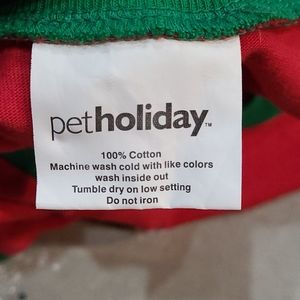 petholiday™
100% Cotton
Machine wash cold with like colors
wash inside out
Tumble dry on low setting
Do not iron